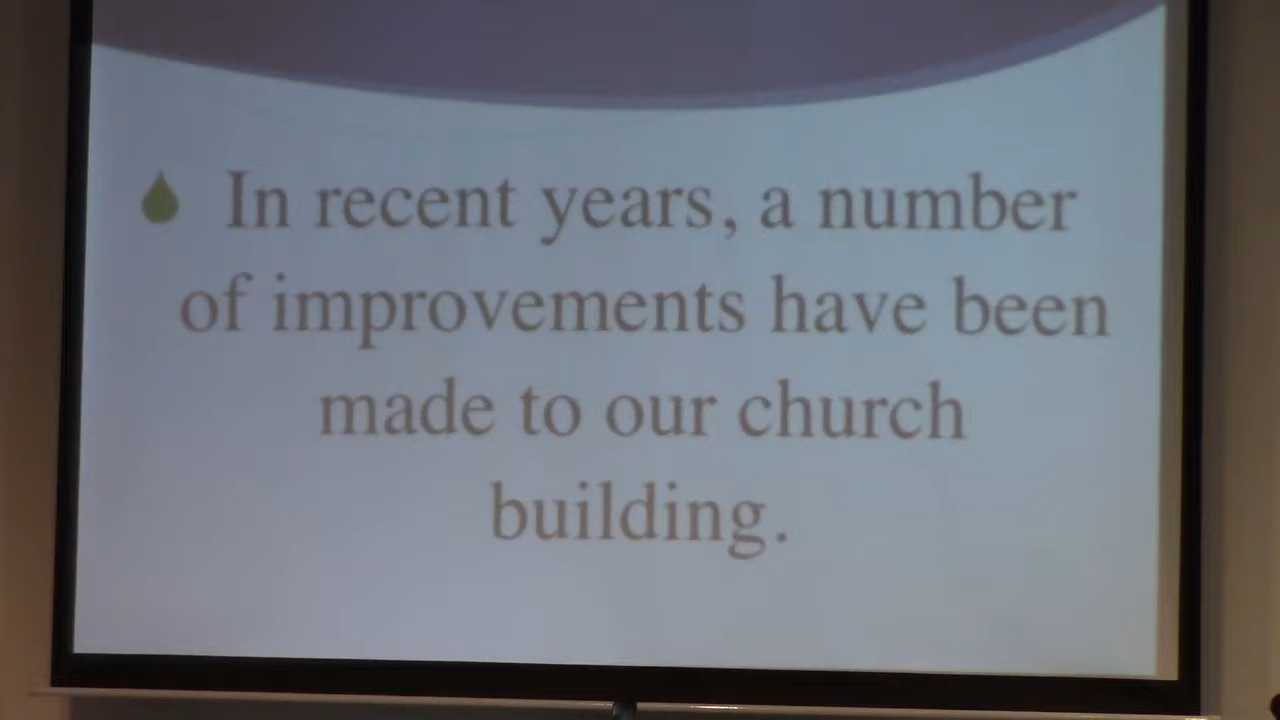 In recent years, a number
of improvements have been
made to our church
building.